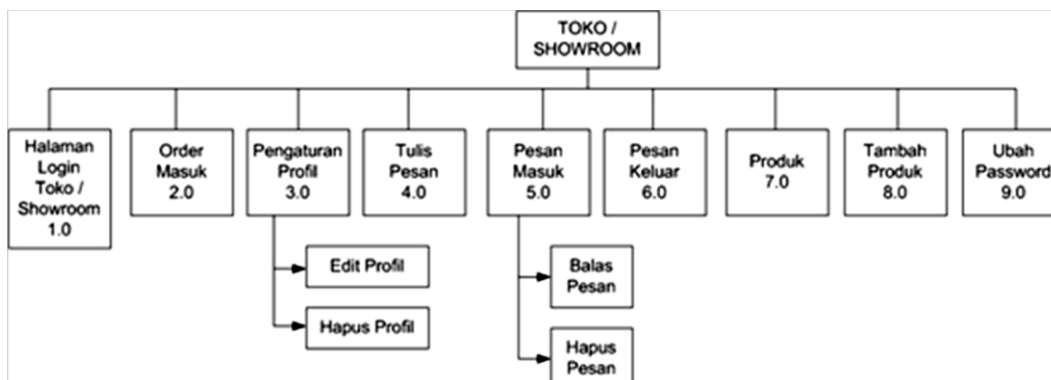 TOKO /
SHOWROOM
Halaman
Login
Toko /
Showroom
1.0
Order
Masuk
2.0
Pengaturan
Profil
3.0
Tulis
Pesan
4.0
Pesan
Masuk
5.0
Pesan
Keluar
6.0
Produk
7.0
Tambah
Produk
8.0
Ubah
Password
9.0
Edit Profil
Hapus Profil
Balas
Pesan
Hapus
Pesan